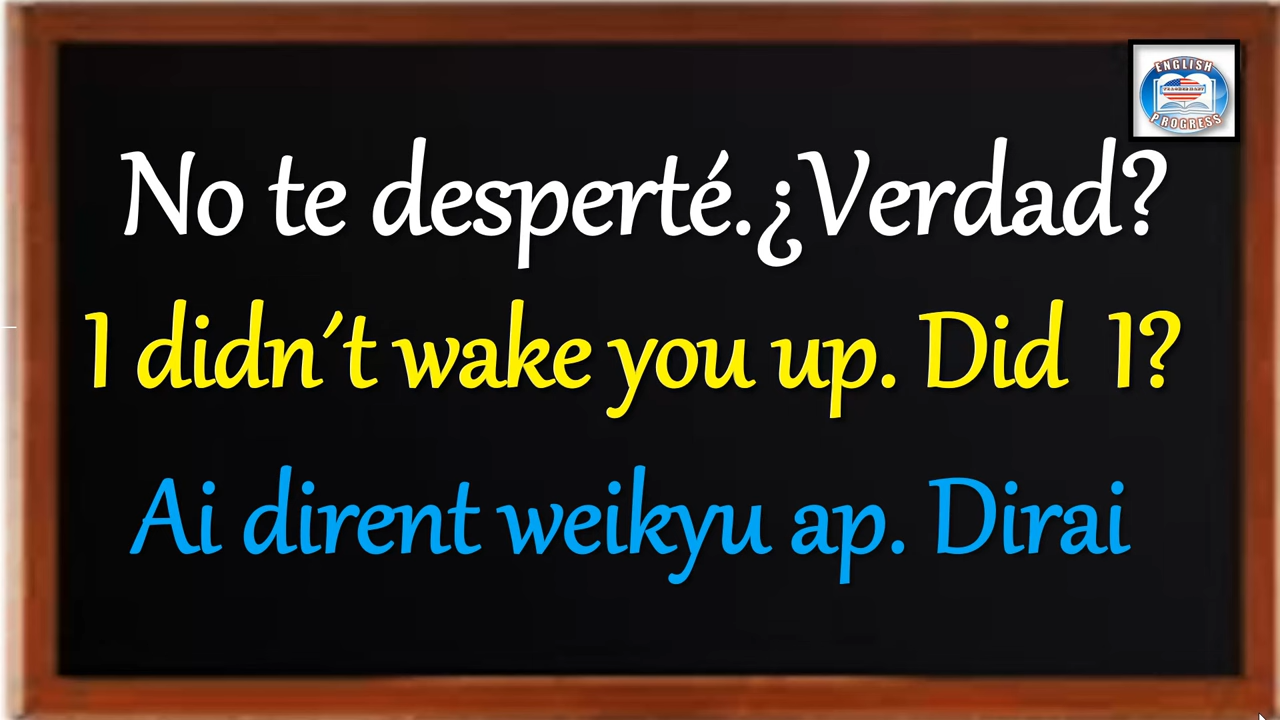 ENGLISH
PROGRESS
No te desperté.¿Verdad?
I didn´t wake you up. Did I?
Ai dirent weikyu ap. Dirai